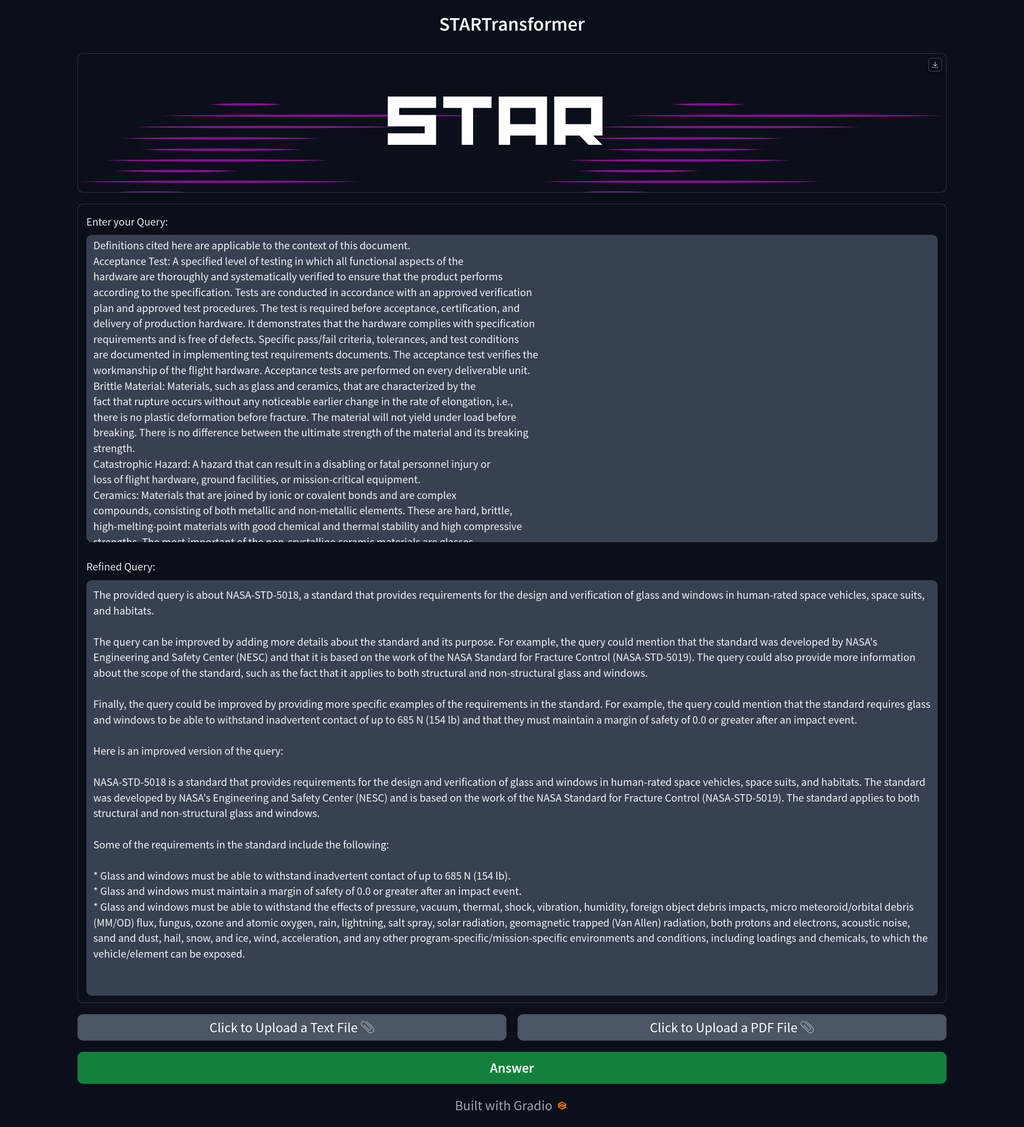 STARTransformer
STAR
Enter your Query:
Definitions cited here are applicable to the context of this document.
Acceptance Test: A specified level of testing in which all functional aspects of the
hardware are thoroughly and systematically verified to ensure that the product performs
according to the specification. Tests are conducted in accordance with an approved verification
plan and approved test procedures. The test is required before acceptance, certification, and
delivery of production hardware. It demonstrates that the hardware complies with specification
requirements and is free of defects. Specific pass/fail criteria, tolerances, and test conditions
are documented in implementing test requirements documents. The acceptance test verifies the
workmanship of the flight hardware. Acceptance tests are performed on every deliverable unit.
Brittle Material: Materials, such as glass and ceramics, that are characterized by the
fact that rupture occurs without any noticeable earlier change in the rate of elongation, i.e.,
there is no plastic deformation before fracture. The material will not yield under load before
breaking. There is no difference between the ultimate strength of the material and its breaking
strength.
Catastrophic Hazard: A hazard that can result in a disabling or fatal personnel injury or
loss of flight hardware, ground facilities, or mission-critical equipment.
Ceramics: Materials that are joined by ionic or covalent bonds and are complex
compounds, consisting of both metallic and non-metallic elements. These are hard, brittle,
high-melting-point materials with good chemical and thermal stability and high compressive
strengths. The most important of the non-crystalline ceramic materials are glasses
Refined Query:
The provided query is about NASA-STD-5018, a standard that provides requirements for the design and verification of glass and windows in human-rated space vehicles, space suits,
and habitats.
The query can be improved by adding more details about the standard and its purpose. For example, the query could mention that the standard was developed by NASA's
Engineering and Safety Center (NESC) and that it is based on the work of the NASA Standard for Fracture Control (NASA-STD-5019). The query could also provide more information
about the scope of the standard, such as the fact that it applies to both structural and non-structural glass and windows.
Finally, the query could be improved by providing more specific examples of the requirements in the standard. For example, the query could mention that the standard requires glass
and windows to be able to withstand inadvertent contact of up to 685 N (154 lb) and that they must maintain a margin of safety of 0.0 or greater after an impact event.
Here is an improved version of the query:
NASA-STD-5018 is a standard that provides requirements for the design and verification of glass and windows in human-rated space vehicles, space suits, and habitats. The standard
was developed by NASA's Engineering and Safety Center (NESC) and is based on the work of the NASA Standard for Fracture Control (NASA-STD-5019). The standard applies to both
structural and non-structural glass and windows.
Some of the requirements in the standard include the following:
* Glass and windows must be able to withstand inadvertent contact of up to 685 N (154 lb).
* Glass and windows must maintain a margin of safety of 0.0 or greater after an impact event.
* Glass and windows must be able to withstand the effects of pressure, vacuum, thermal, shock, vibration, humidity, foreign object debris impacts, micro meteoroid/orbital debris
(MM/OD) flux, fungus, ozone and atomic oxygen, rain, lightning, salt spray, solar radiation, geomagnetic trapped (Van Allen) radiation, both protons and electrons, acoustic noise,
sand and dust, hail, snow, and ice, wind, acceleration, and any other program-specific/mission-specific environments and conditions, including loadings and chemicals, to which the
vehicle/element can be exposed.
Click to Upload a Text File 📎
Click to Upload a PDF File 📎
Answer
Built with Gradio